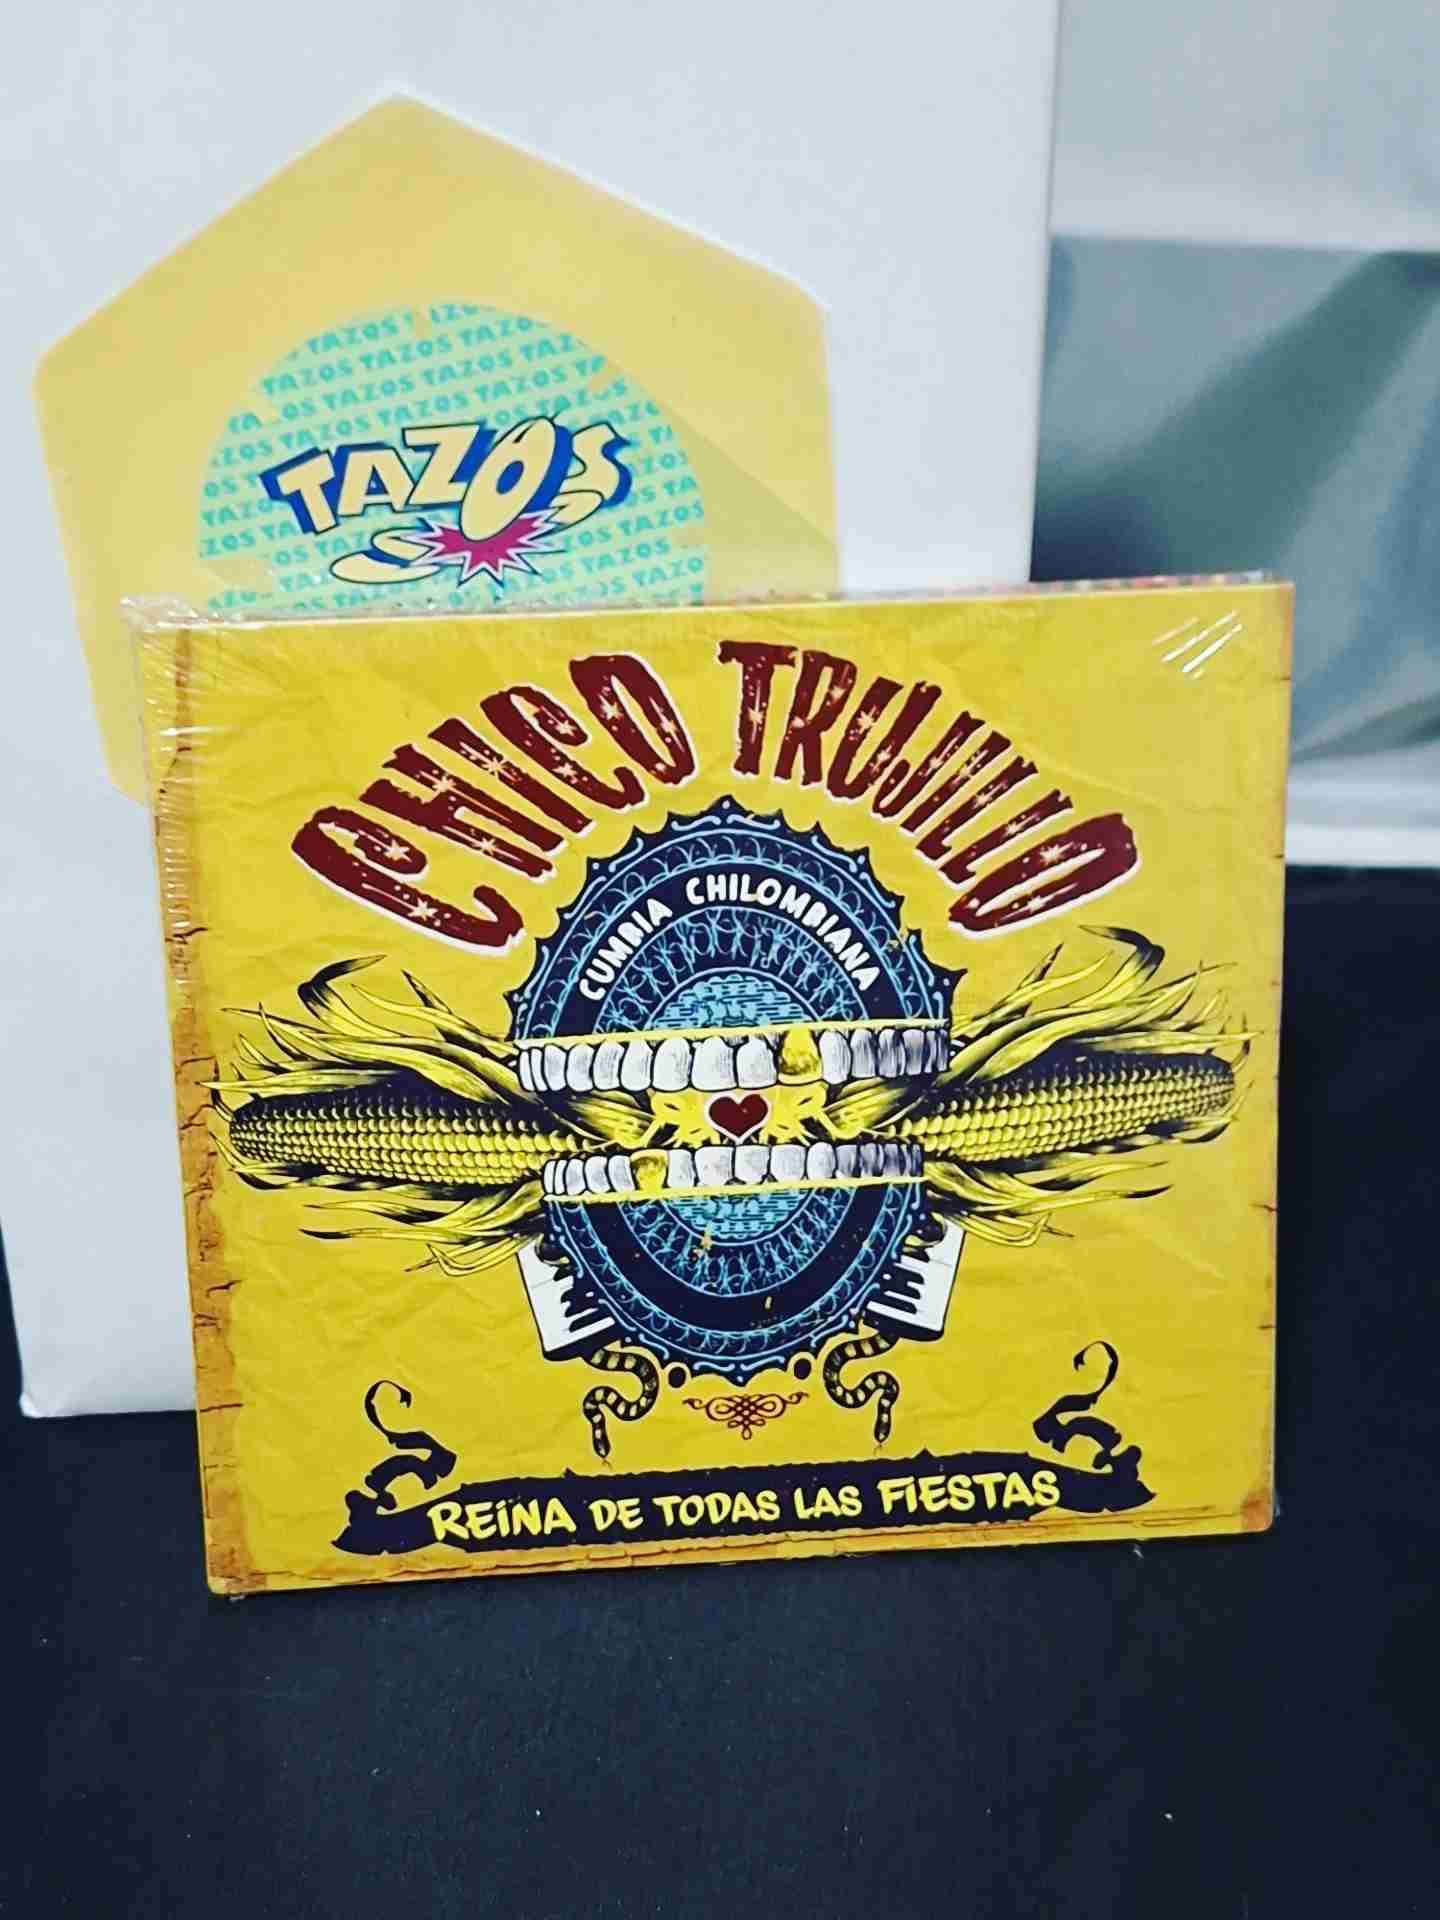 TAZOS
CHICO TRUJILLO
CUMBIA CHILOMBIANA
REINA DE TODAS LAS FIESTAS